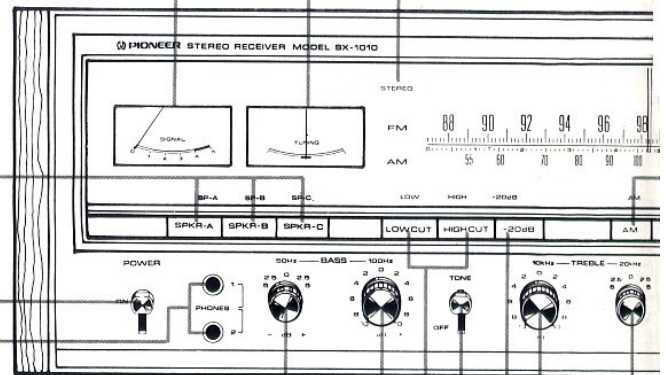 PIONEER STEREO RECEIVER MODEL SX-1010
STEREO
SIGNAL
TUNING
FM 88 90 92 94 96 98
AM 55 60 70 80 90 100
SP-A SP-B SP-C LOW HIGH -20dB AM
SPKR-A SPKR-B SPKR-C LOW CUT HIGH CUT -20dB AM
POWER
50Hz BASS 100Hz
TONE
10kHz TREBLE 20kHz
ON
PHONES
1
2
OFF
- dB +